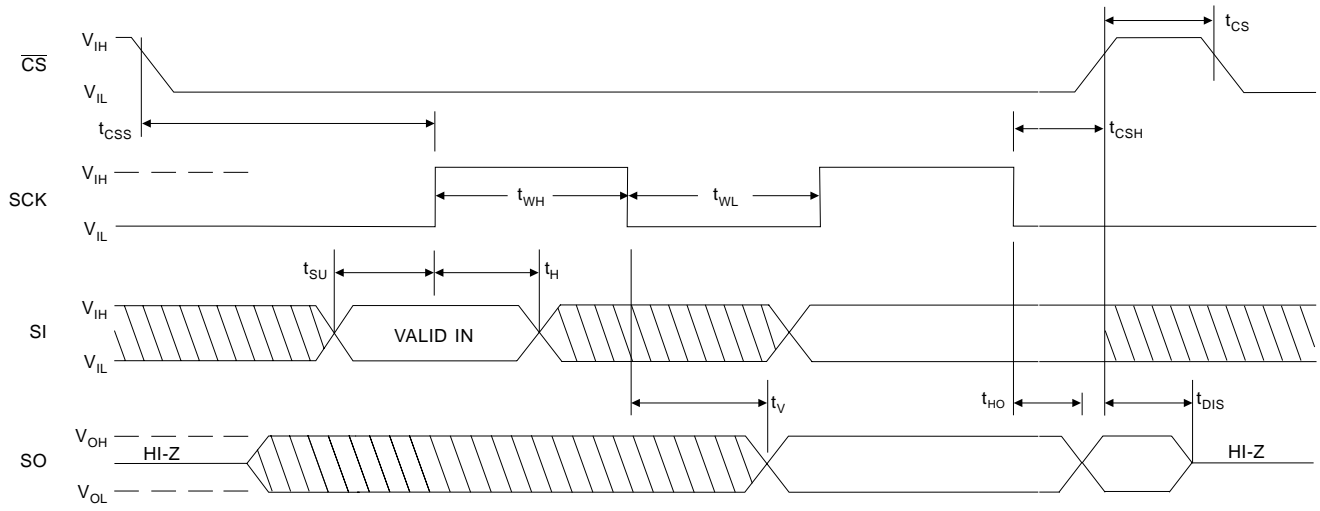 V_IH
t_CS
CS
V_IL
t_CSS
t_CSH
V_IH
t_WH
t_WL
SCK
V_IL
t_SU
t_H
V_IH
SI
VALID IN
V_IL
t_V
t_HO
t_DIS
V_OH
HI-Z
HI-Z
SO
V_OL